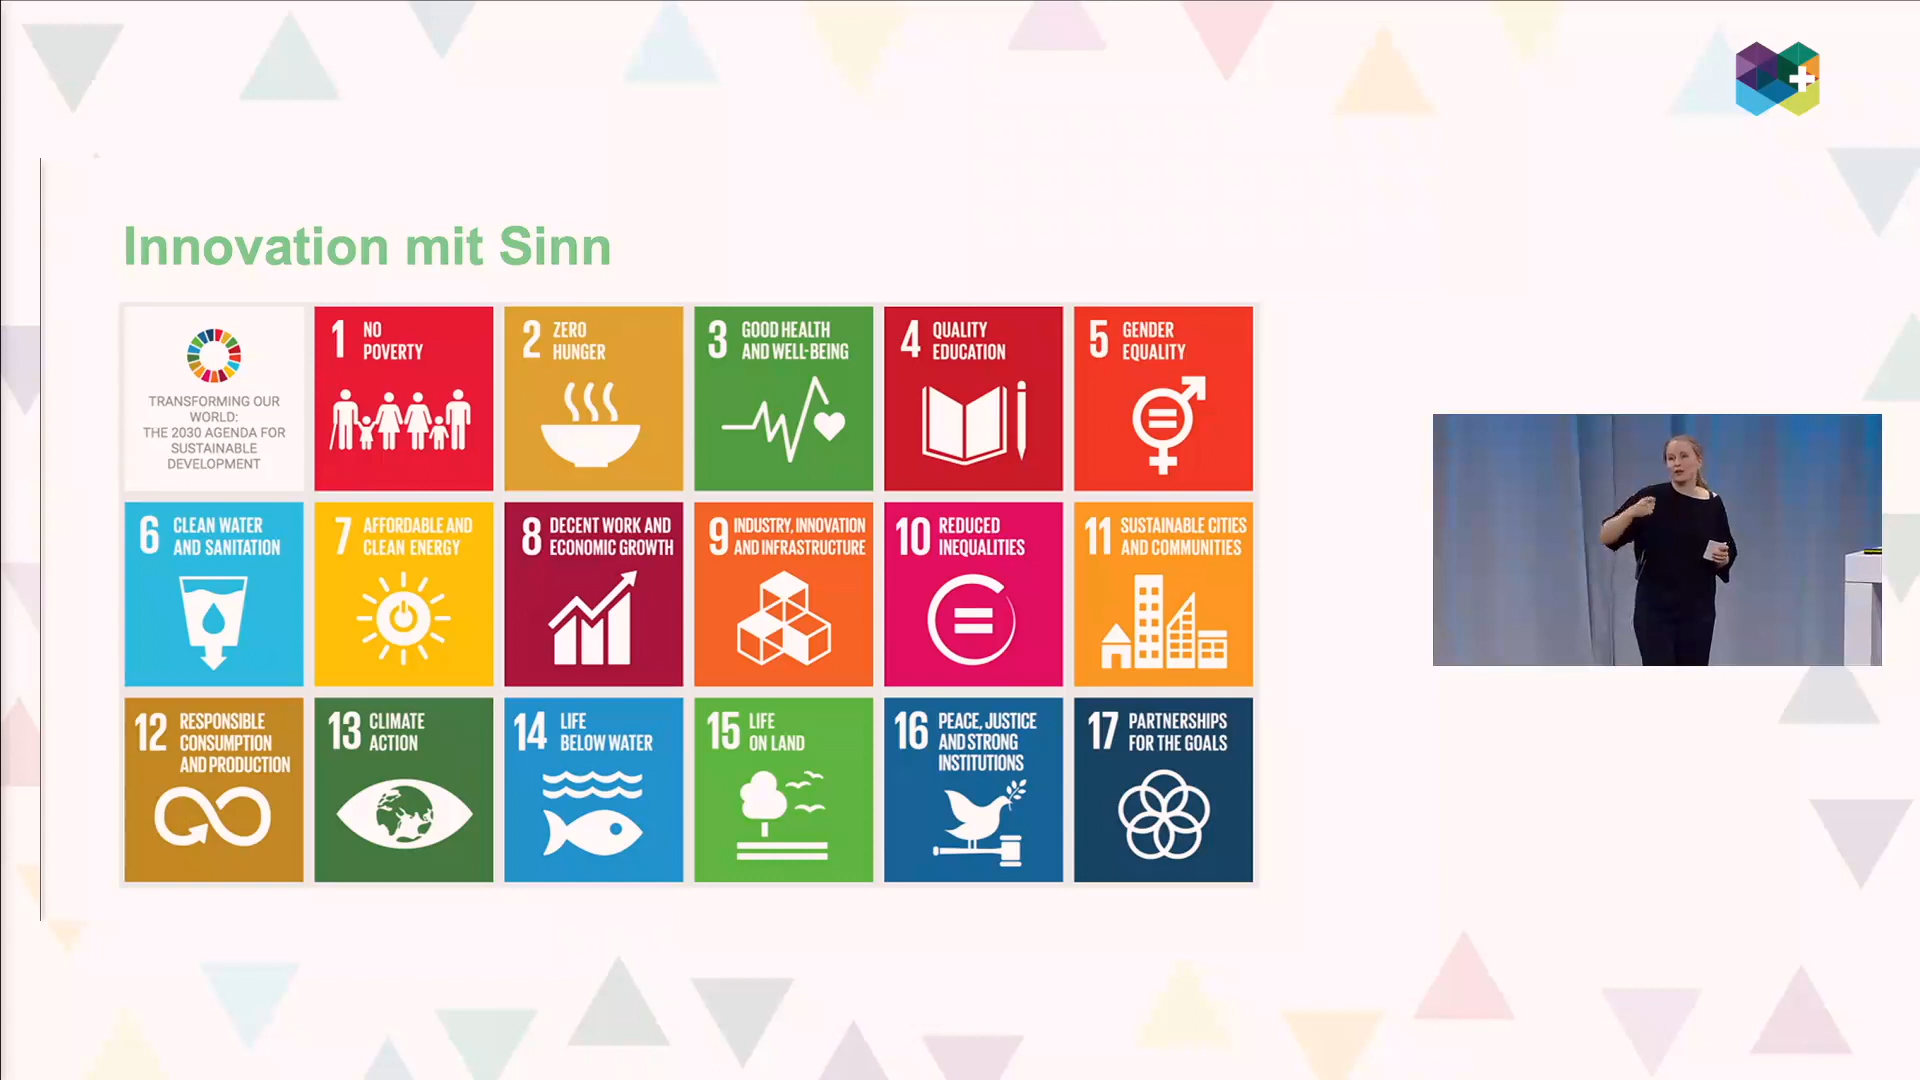 Innovation mit Sinn
TRANSFORMING OUR
WORLD:
THE 2030 AGENDA FOR
SUSTAINABLE
DEVELOPMENT
1 NO
POVERTY
2 ZERO
HUNGER
3 GOOD HEALTH
AND WELL-BEING
4 QUALITY
EDUCATION
5 GENDER
EQUALITY
6 CLEAN WATER
AND SANITATION
7 AFFORDABLE AND
CLEAN ENERGY
8 DECENT WORK AND
ECONOMIC GROWTH
9 INDUSTRY, INNOVATION
AND INFRASTRUCTURE
10 REDUCED
INEQUALITIES
11 SUSTAINABLE CITIES
AND COMMUNITIES
12 RESPONSIBLE
CONSUMPTION
AND PRODUCTION
13 CLIMATE
ACTION
14 LIFE
BELOW WATER
15 LIFE
ON LAND
16 PEACE, JUSTICE
AND STRONG
INSTITUTIONS
17 PARTNERSHIPS
FOR THE GOALS